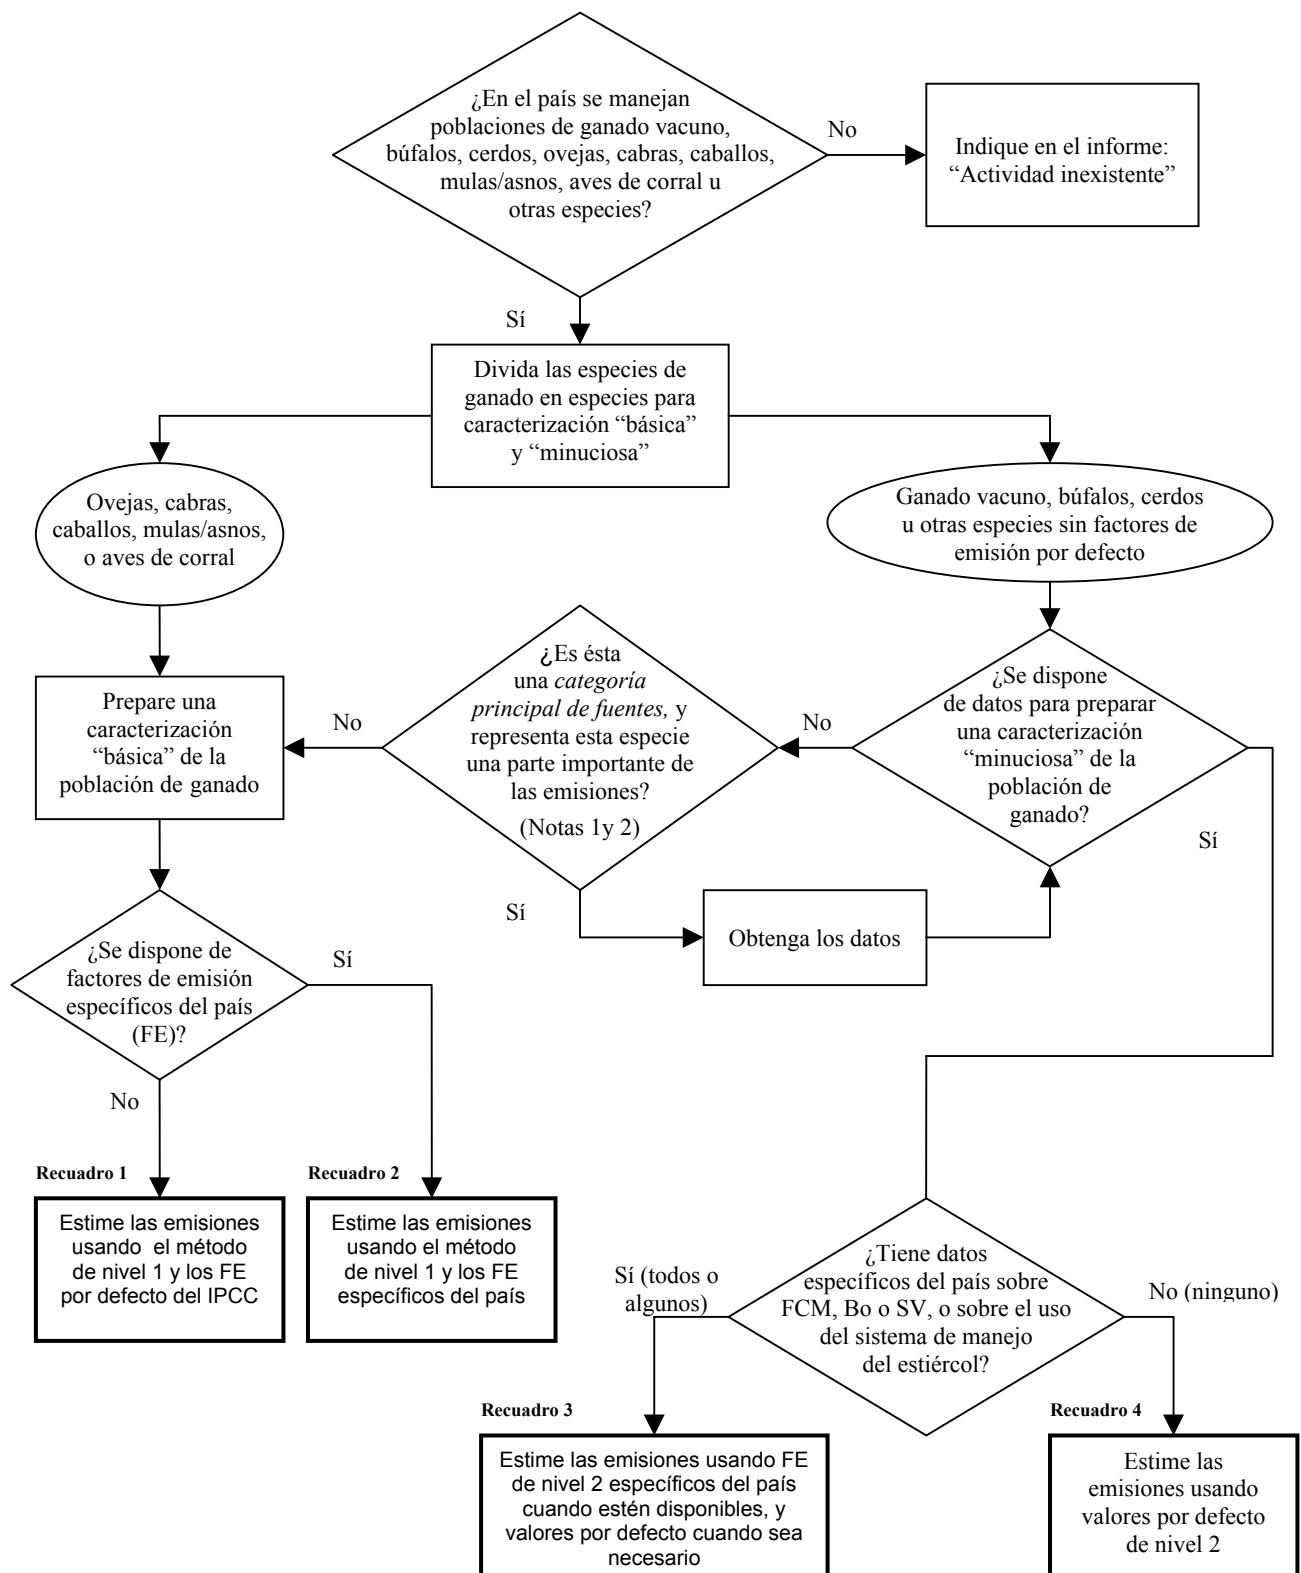 ¿En el país se manejan
poblaciones de ganado vacuno,
búfalos, cerdos, ovejas, cabras, caballos,
mulas/asnos, aves de corral u
otras especies?
No
Indique en el informe:
“Actividad inexistente”
Sí
Divida las especies de
ganado en especies para
caracterización “básica”
y “minuciosa”
Ovejas, cabras,
caballos, mulas/asnos,
o aves de corral
Ganado vacuno, búfalos, cerdos
u otras especies sin factores de
emisión por defecto
Prepare una
caracterización
“básica” de la
población de ganado
No
¿Es ésta
una categoría
principal de fuentes, y
representa esta especie
una parte importante de
las emisiones?
(Notas 1y 2)
No
¿Se dispone
de datos para preparar
una caracterización
“minuciosa” de la
población de
ganado?
Sí
Sí
Obtenga los datos
¿Se dispone de
factores de emisión
específicos del país
(FE)?
Sí
No
Recuadro 1
Estime las emisiones
usando el método
de nivel 1 y los FE
por defecto del IPCC
Recuadro 2
Estime las emisiones
usando el método
de nivel 1 y los FE
específicos del país
¿Tiene datos
específicos del país sobre
FCM, Bo o SV, o sobre el uso
del sistema de manejo
del estiércol?
Sí (todos o
algunos)
No (ninguno)
Recuadro 3
Estime las emisiones usando FE
de nivel 2 específicos del país
cuando estén disponibles, y
valores por defecto cuando sea
necesario
Recuadro 4
Estime las
emisiones usando
valores por defecto
de nivel 2